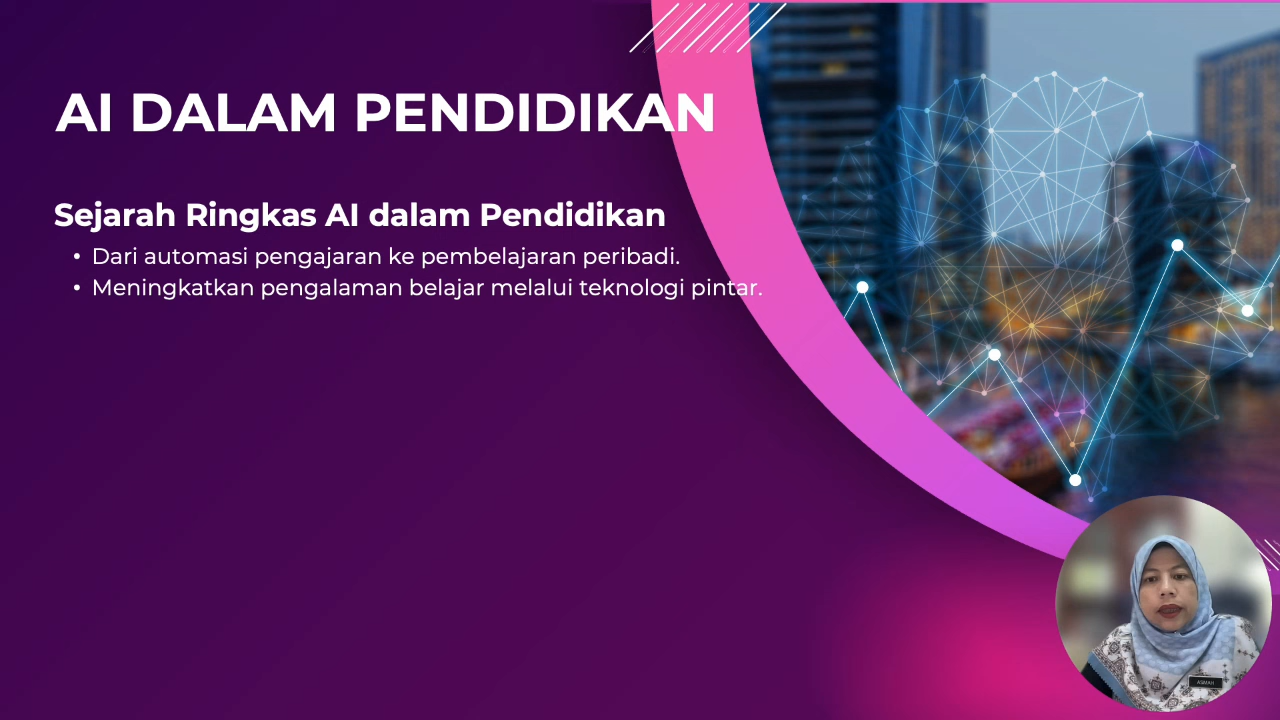 AI DALAM PENDIDIKAN
Sejarah Ringkas AI dalam Pendidikan
• Dari automasi pengajaran ke pembelajaran peribadi.
• Meningkatkan pengalaman belajar melalui teknologi pintar.
ASMAH